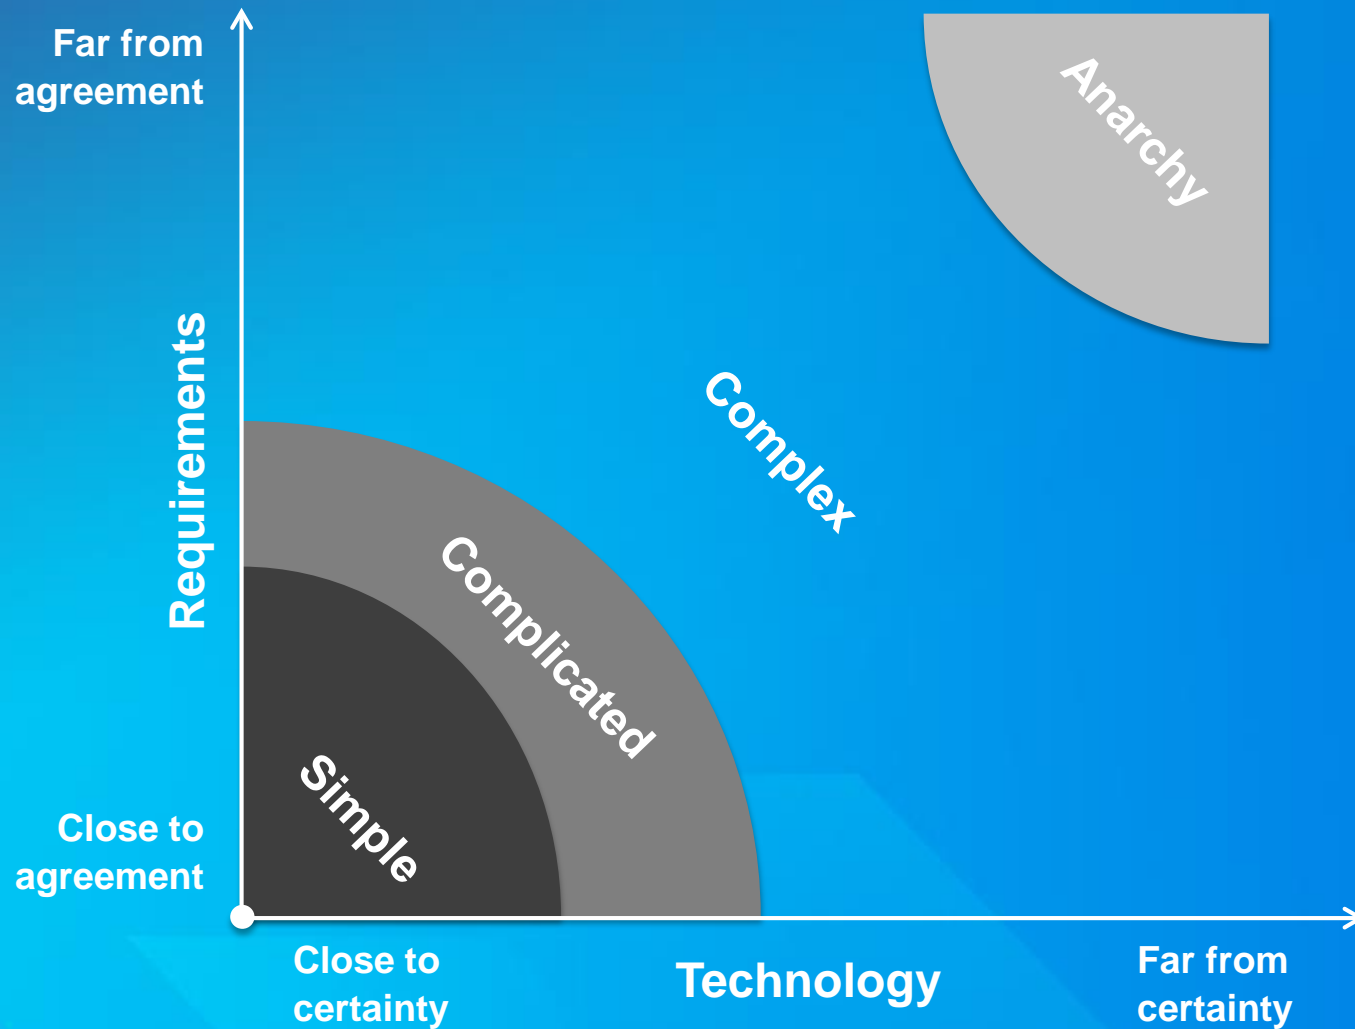 Far from
agreement
Anarchy
Requirements
Complex
Complicated
Simple
Close to
agreement
Close to
certainty
Technology
Far from
certainty